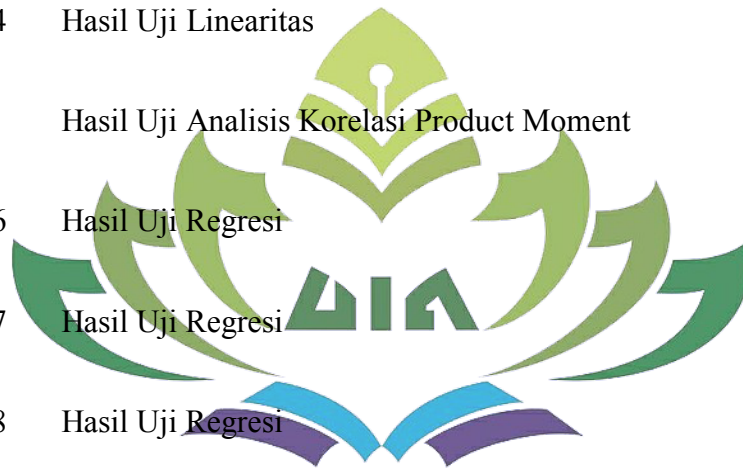 4 Hasil Uji Linearitas
Hasil Uji Analisis Korelasi Product Moment
6 Hasil Uji Regresi
7 Hasil Uji Regresi
UIN
8 Hasil Uji Regresi